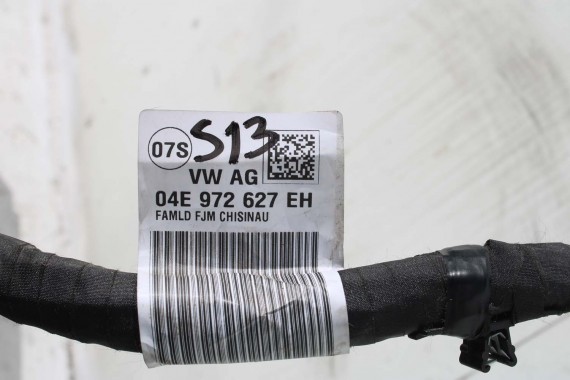 07S S13
VW AG
04E 972 627 EH
FAMLD FJM CHISINAU